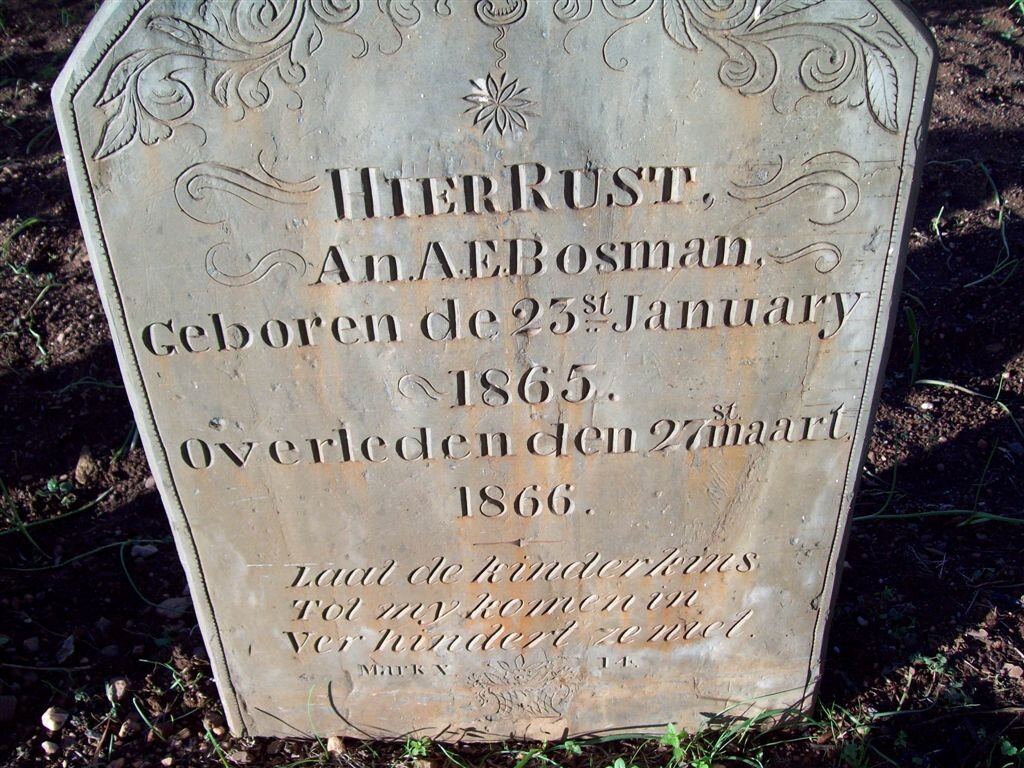 HIER RUST,
An. A.E. Bosman,
Geboren de 23st January
1865.
Overleden den 27st maart,
1866.
Laat de kinderkins
Tot my komen in
Ver hindert ze niet.
Mark X 14.